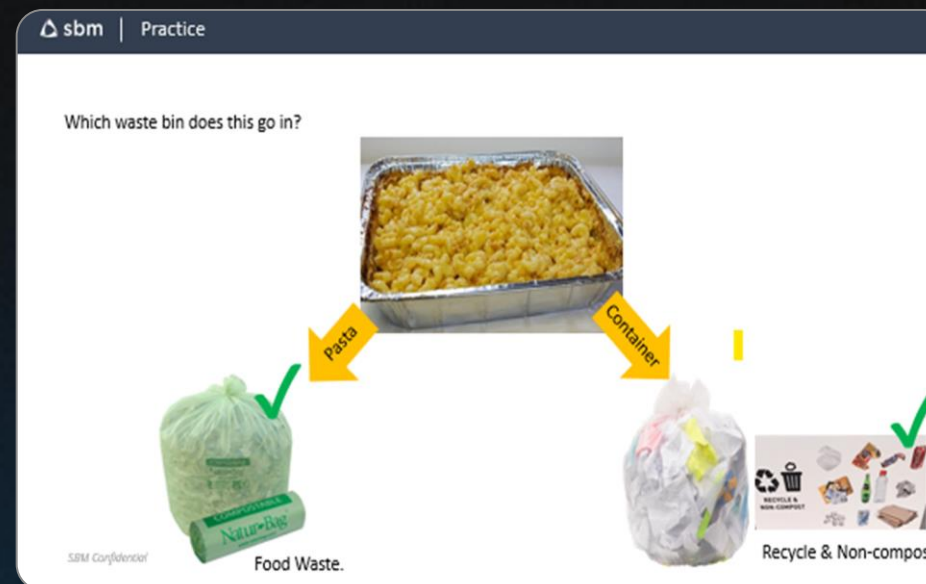 sbm | Practice
Which waste bin does this go in?
Pasta
Container
COMPOSTABLE
Natur-Bag
RECYCLE &
NON-COMPOST
SBM Confidential
Food Waste.
Recycle & Non-compos